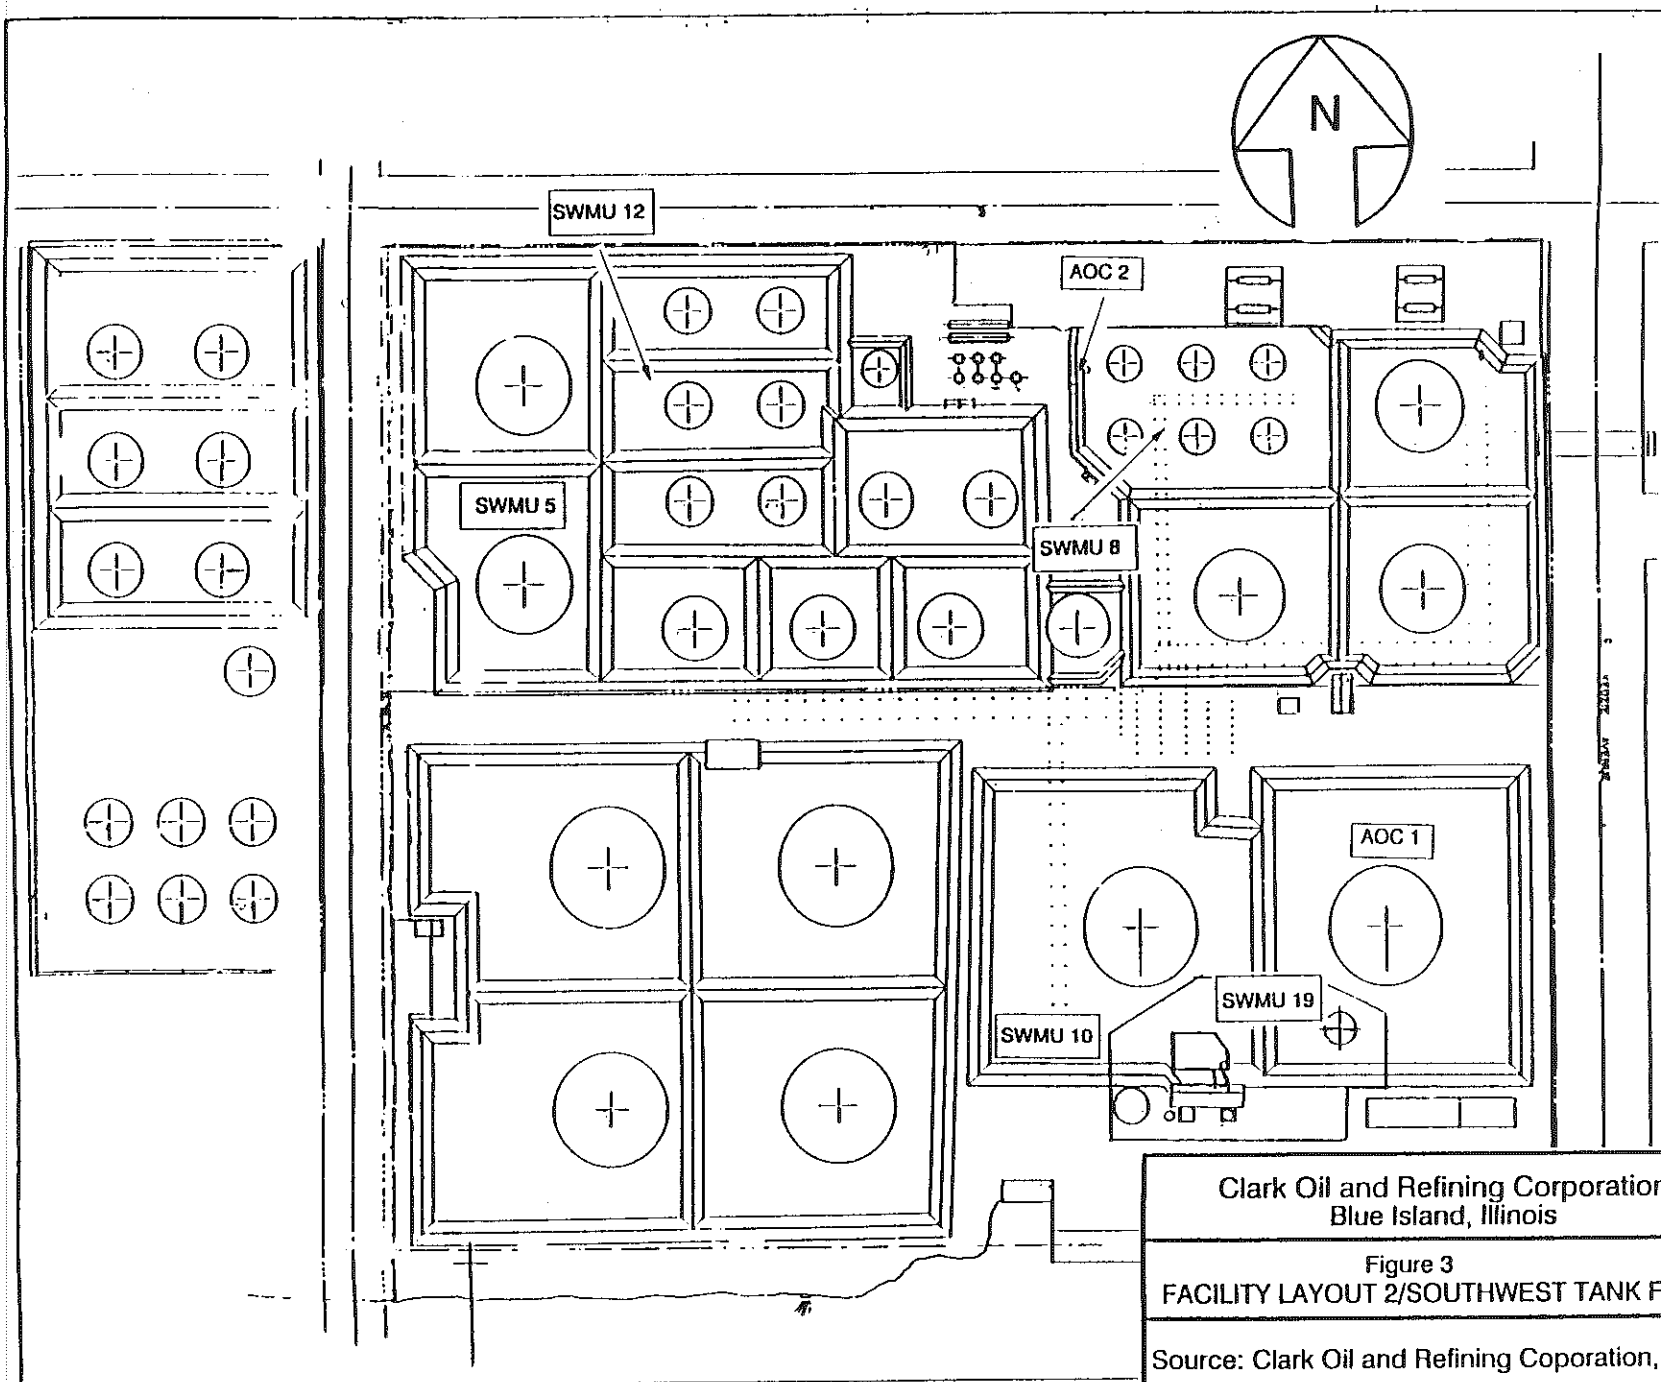 N
SWMU 12
AOC 2
SWMU 5
SWMU 8
AOC 1
SWMU 19
SWMU 10
Clark Oil and Refining Corporation
Blue Island, Illinois
Figure 3
FACILITY LAYOUT 2/SOUTHWEST TANK F
Source: Clark Oil and Refining Coporation,